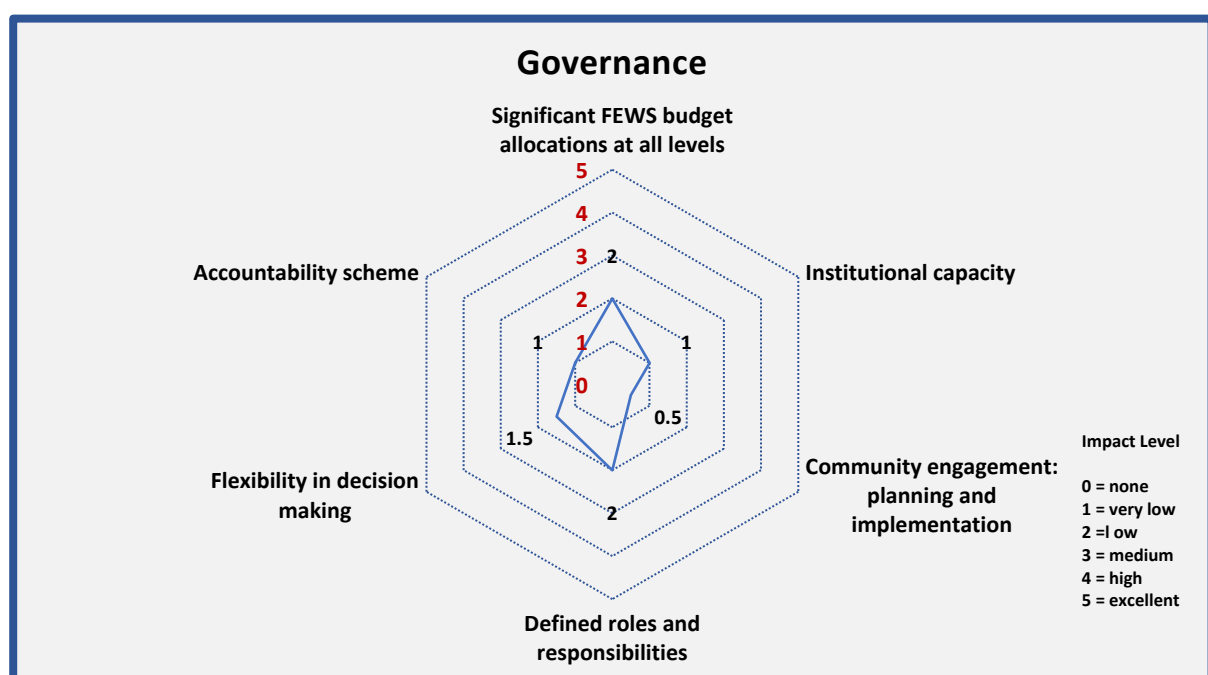 Governance
Significant FEWS budget
allocations at all levels
5
4
3
2
2
1
1
1
0
0.5
1.5
2
Accountability scheme
Institutional capacity
Flexibility in decision
making
Community engagement:
planning and
implementation
Defined roles and
responsibilities
Impact Level
0 = none
1 = very low
2 =l ow
3 = medium
4 = high
5 = excellent